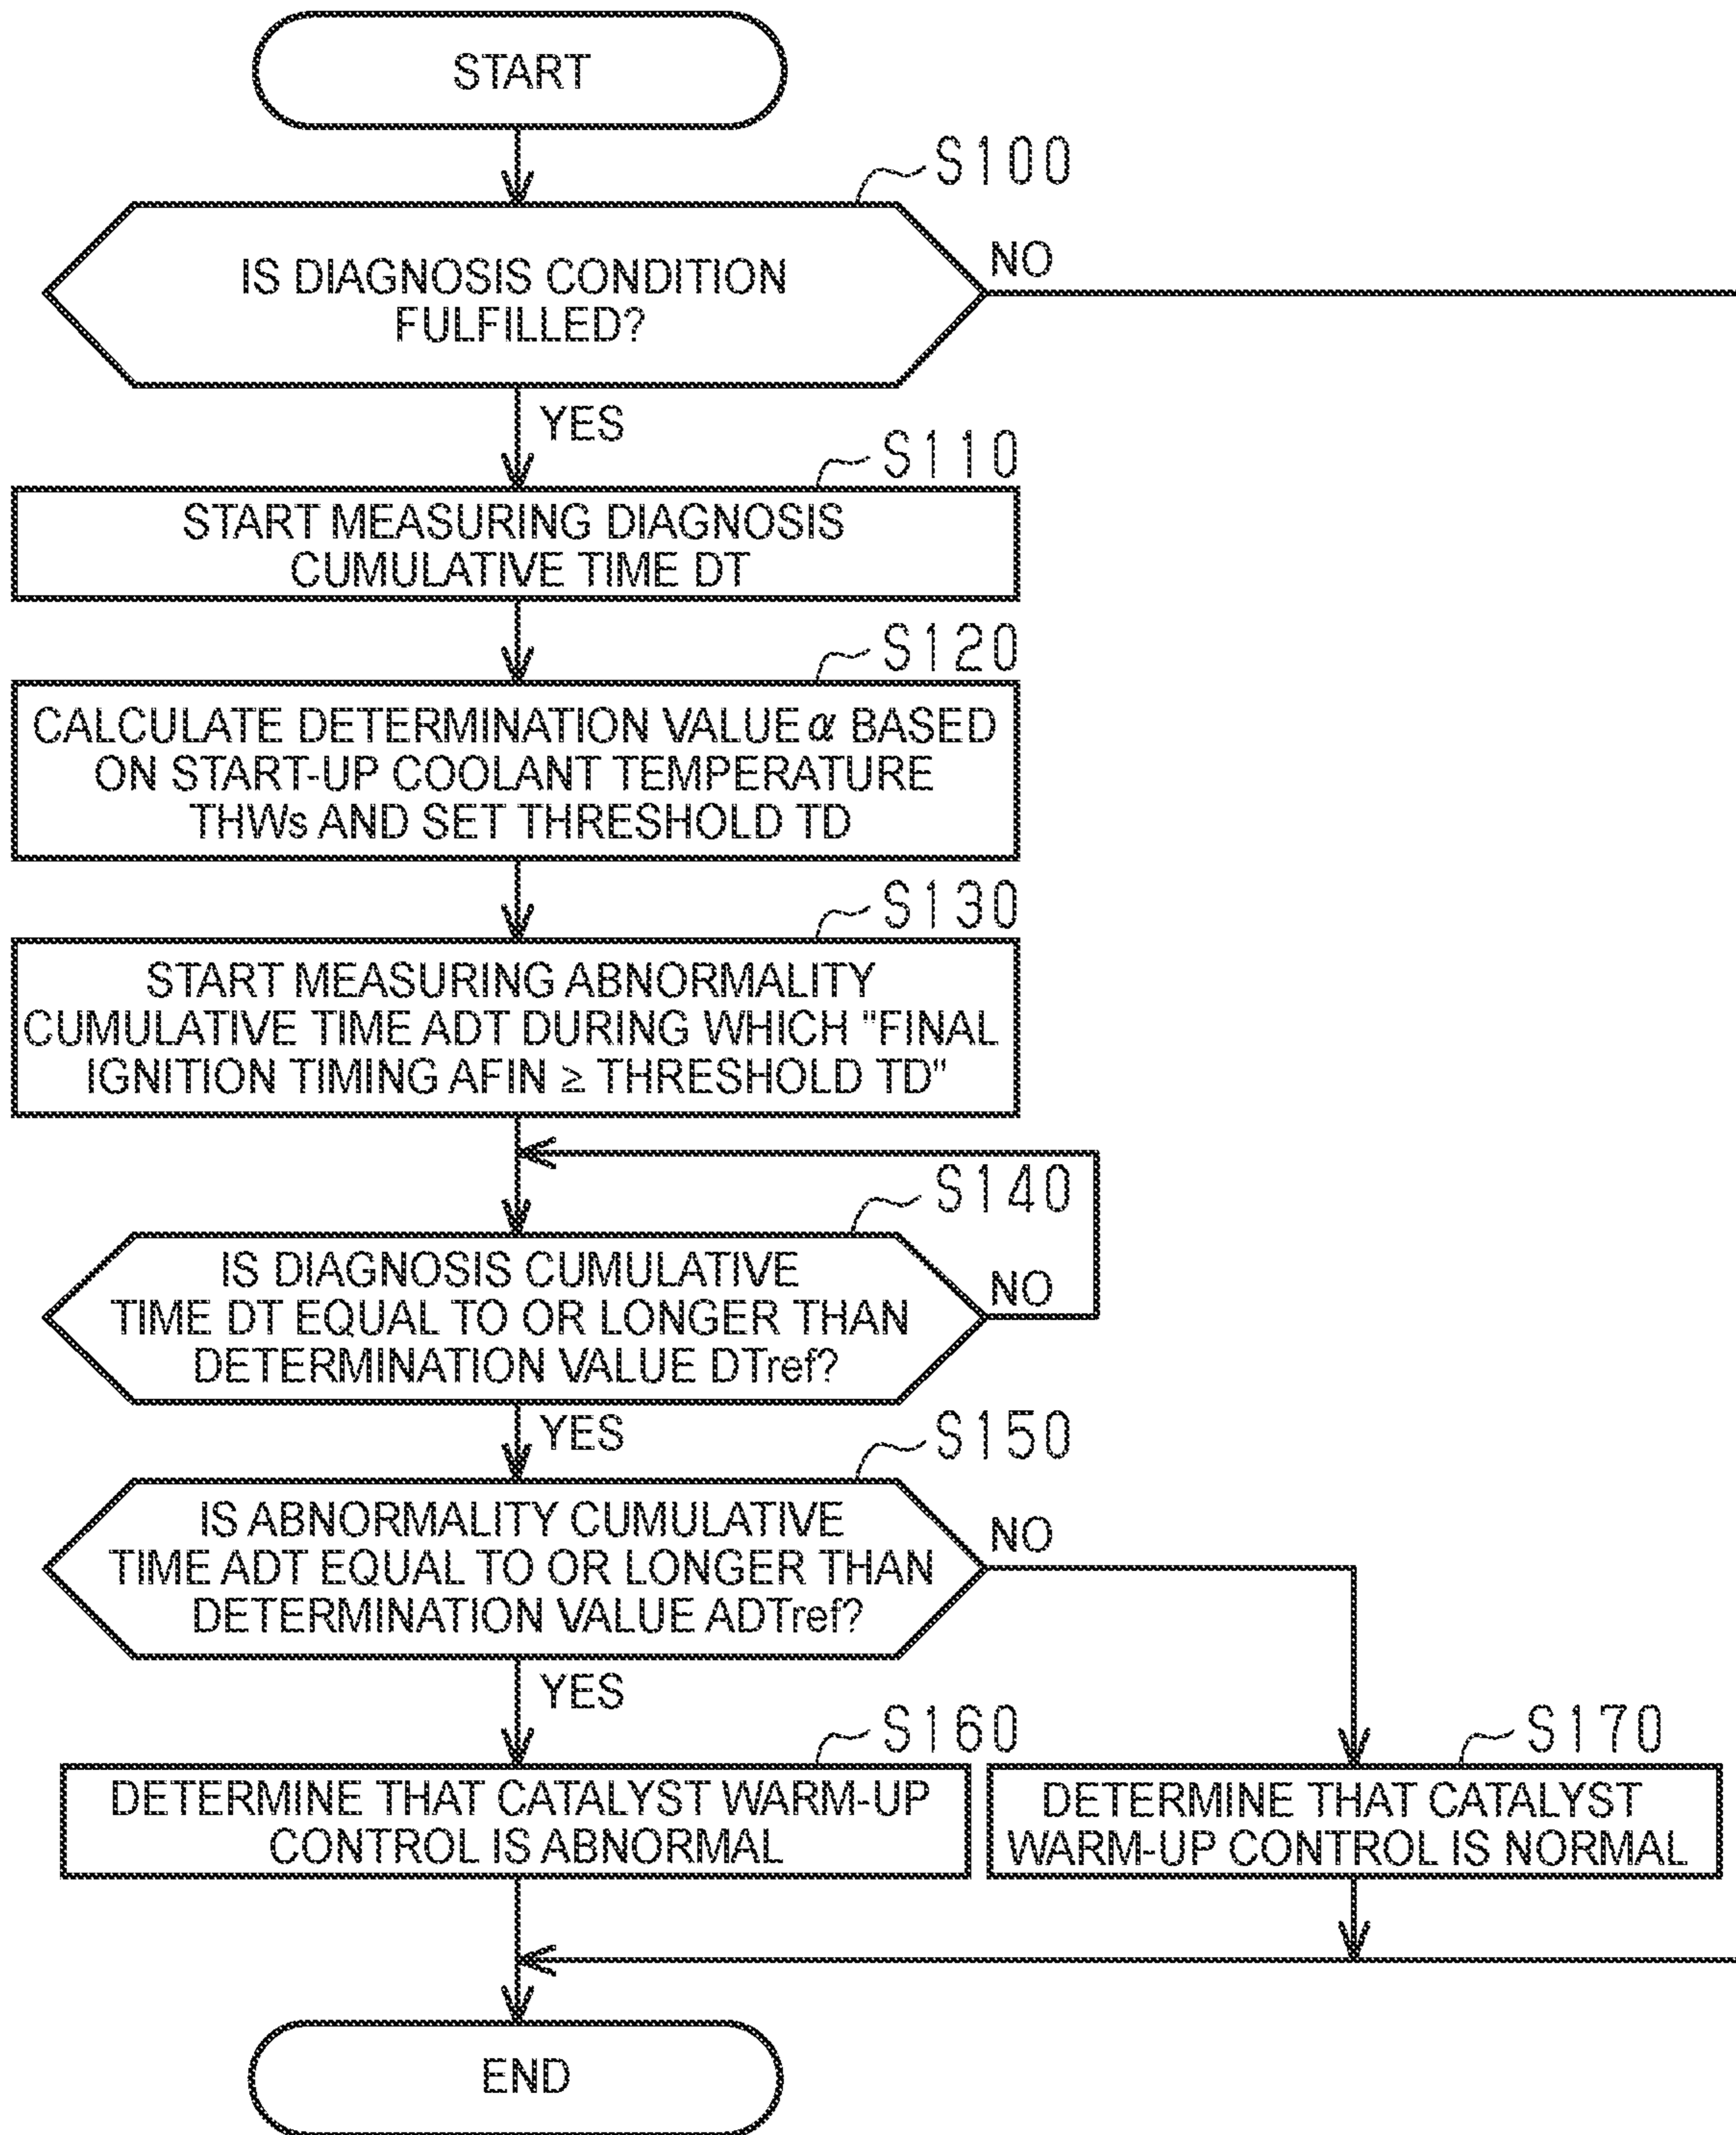 START
S100
IS DIAGNOSIS CONDITION
FULFILLED?
NO
YES
S110
START MEASURING DIAGNOSIS
CUMULATIVE TIME DT
S120
CALCULATE DETERMINATION VALUE α BASED
ON START-UP COOLANT TEMPERATURE
THWs AND SET THRESHOLD TD
S130
START MEASURING ABNORMALITY
CUMULATIVE TIME ADT DURING WHICH "FINAL
IGNITION TIMING AFIN ≥ THRESHOLD TD"
S140
IS DIAGNOSIS CUMULATIVE
TIME DT EQUAL TO OR LONGER THAN
DETERMINATION VALUE DTref?
NO
YES
S150
IS ABNORMALITY CUMULATIVE
TIME ADT EQUAL TO OR LONGER THAN
DETERMINATION VALUE ADTref?
NO
YES
S160
DETERMINE THAT CATALYST WARM-UP
CONTROL IS ABNORMAL
S170
DETERMINE THAT CATALYST
WARM-UP CONTROL IS NORMAL
END